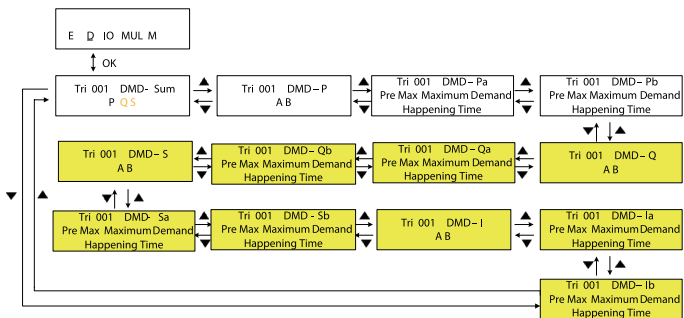 E D IO MUL M
OK
Tri 001 DMD- Sum
P Q S
Tri 001 DMD–P
A B
Tri 001 DMD–Pa
Pre Max Maximum Demand
Happening Time
Tri 001 DMD–Pb
Pre Max Maximum Demand
Happening Time
Tri 001 DMD–S
A B
Tri 001 DMD–Qb
Pre Max Maximum Demand
Happening Time
Tri 001 DMD–Qa
Pre Max Maximum Demand
Happening Time
Tri 001 DMD–Q
A B
Tri 001 DMD- Sa
Pre Max Maximum Demand
Happening Time
Tri 001 DMD - Sb
Pre Max Maximum Demand
Happening Time
Tri 001 DMD–I
A B
Tri 001 DMD–Ia
Pre Max Maximum Demand
Happening Time
Tri 001 DMD–Ib
Pre Max Maximum Demand
Happening Time